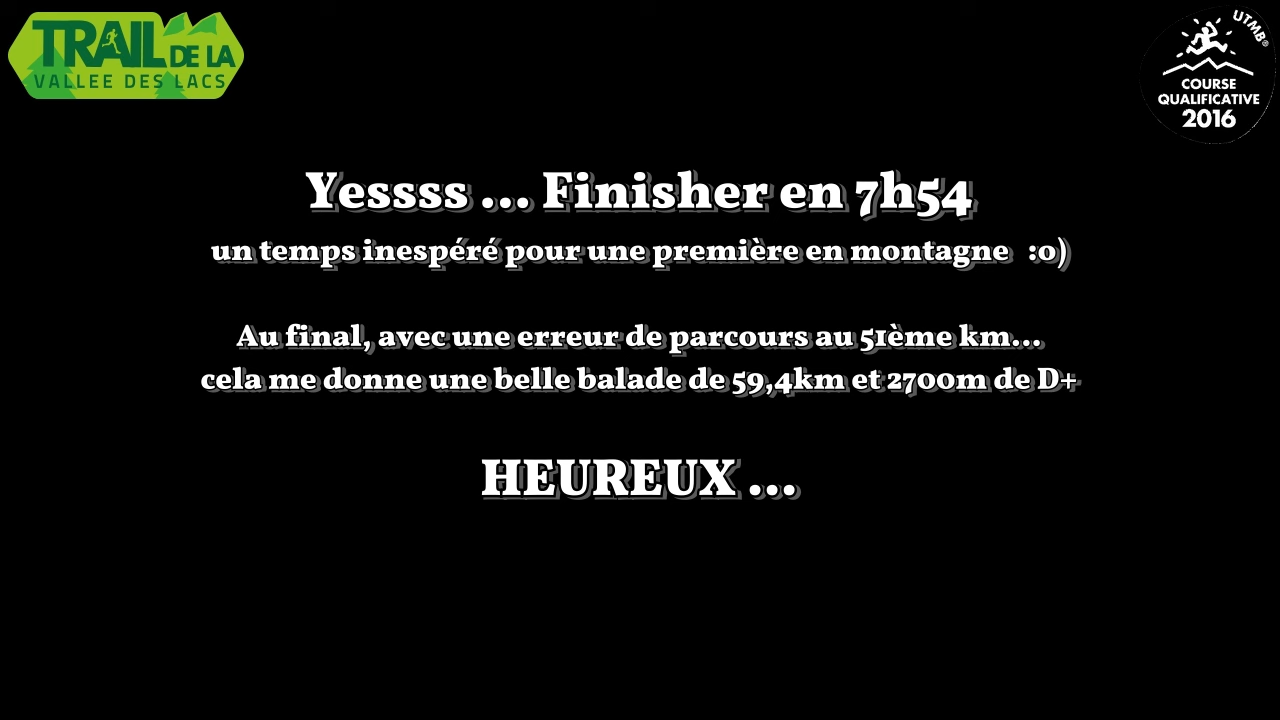 TRAIL DE LA
VALLEE DES LACS
UTMB®
COURSE
QUALIFICATIVE
2016
Yessss ... Finisher en 7h54
un temps inespéré pour une première en montagne :o)
Au final, avec une erreur de parcours au 51ème km...
cela me donne une belle balade de 59,4km et 2700m de D+
HEUREUX ...